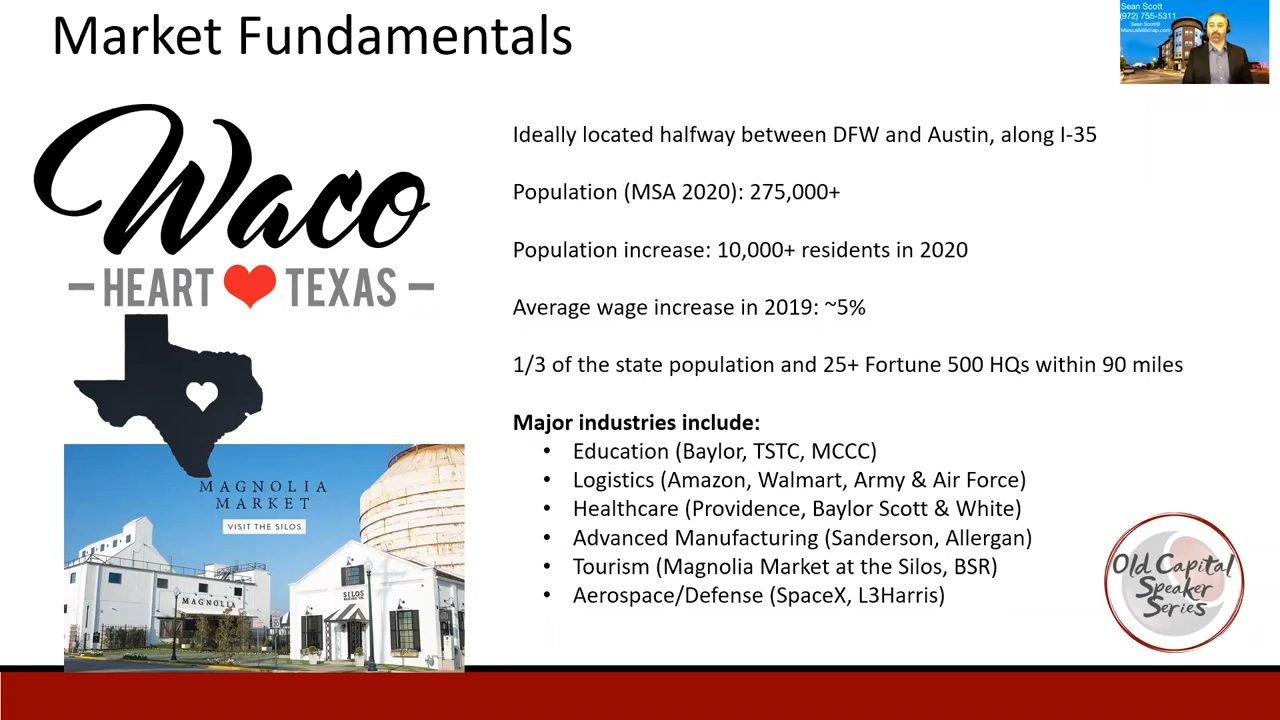 Market Fundamentals
Sean Scott
(972) 755-5311
Sean.Scott@
MarcusMillichap.com
Waco
HEART TEXAS
Ideally located halfway between DFW and Austin, along I-35
Population (MSA 2020): 275,000+
Population increase: 10,000+ residents in 2020
Average wage increase in 2019: ~5%
1/3 of the state population and 25+ Fortune 500 HQs within 90 miles
Major industries include:
• Education (Baylor, TSTC, MCCC)
• Logistics (Amazon, Walmart, Army & Air Force)
• Healthcare (Providence, Baylor Scott & White)
• Advanced Manufacturing (Sanderson, Allergan)
• Tourism (Magnolia Market at the Silos, BSR)
• Aerospace/Defense (SpaceX, L3Harris)
MAGNOLIA
MARKET
VISIT THE SILOS
MAGNOLIA
SILOS
Old Capital
Speaker
Series